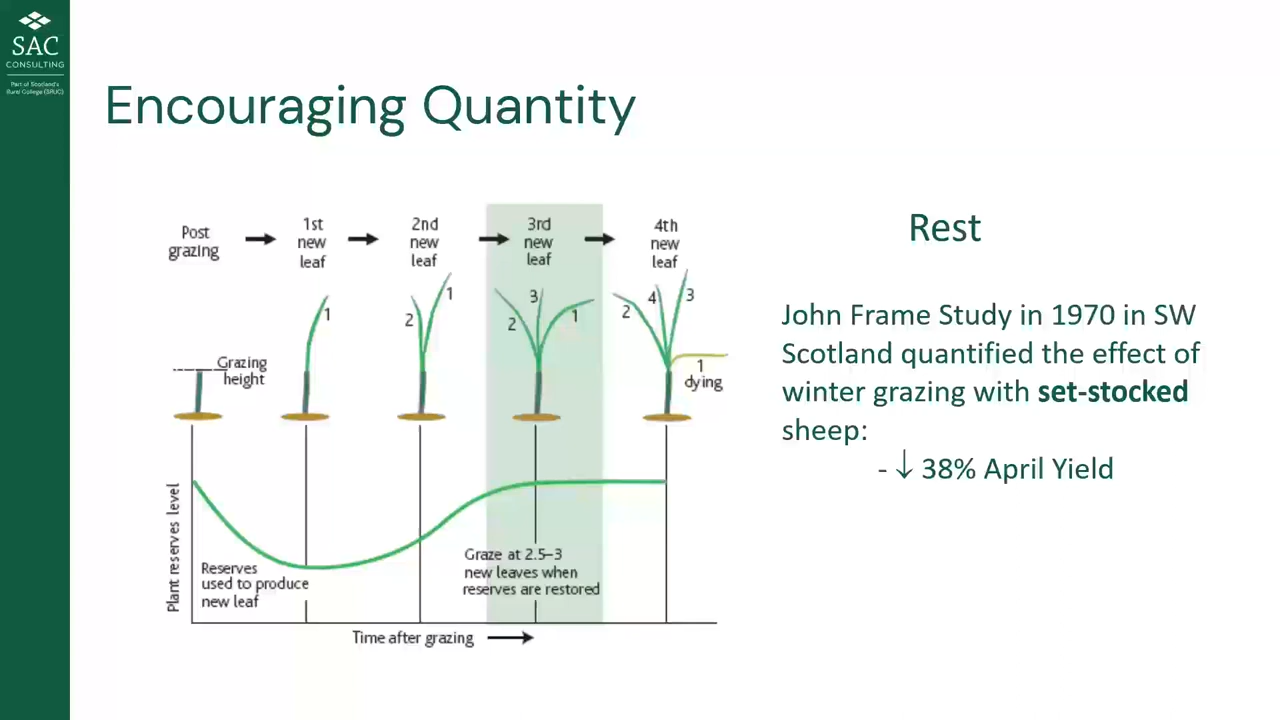 SAC
CONSULTING
Part of Scotland's
Rural College (SRUC)
Encouraging Quantity
Post
grazing
1st
new
leaf
2nd
new
leaf
3rd
new
leaf
4th
new
leaf
1
2
1
2
3
1
2
4
3
1
dying
Grazing
height
Plant reserves level
Reserves
used to produce
new leaf
Graze at 2.5–3
new leaves when
reserves are restored
Time after grazing
Rest
John Frame Study in 1970 in SW
Scotland quantified the effect of
winter grazing with set-stocked
sheep:
- ↓ 38% April Yield